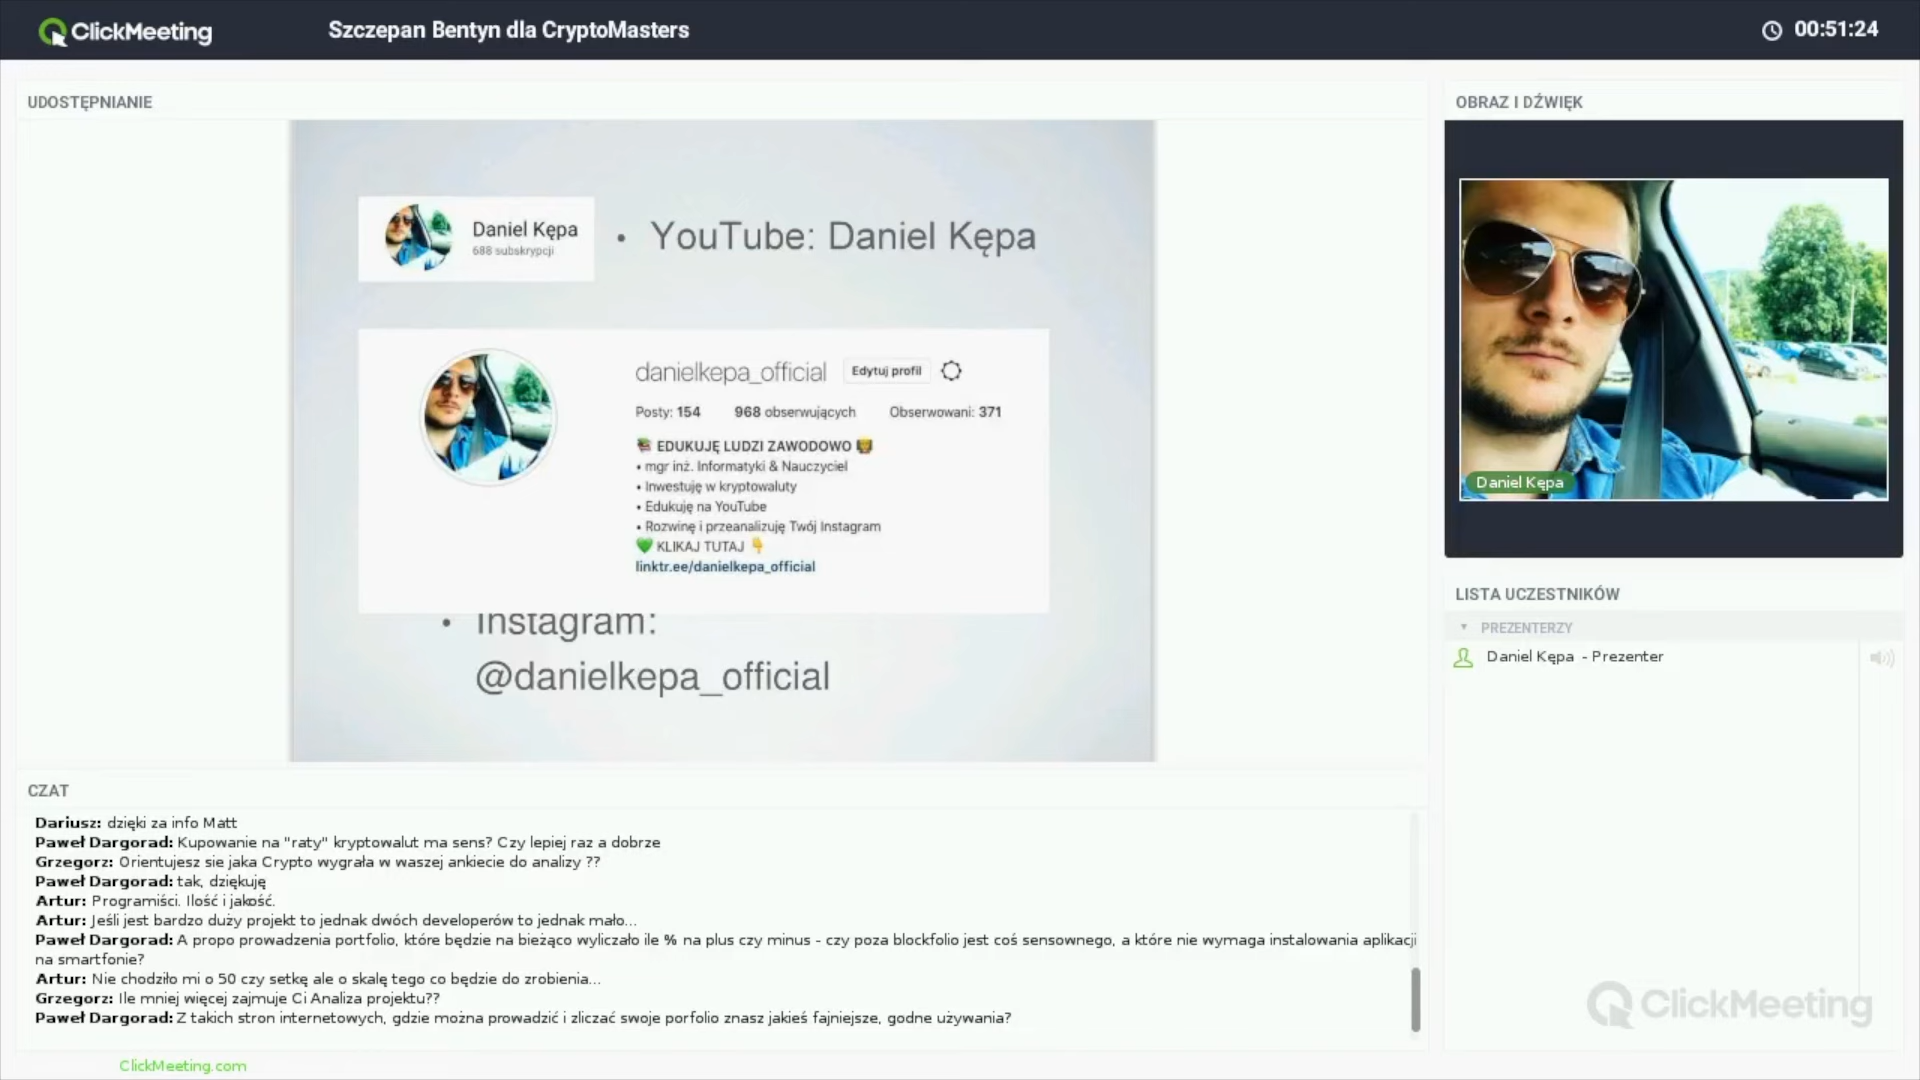 ClickMeeting
Szczepan Bentyn dla CryptoMasters
00:51:24
UDOSTĘPNIANIE
Daniel Kępa
688 subskrypcji
• YouTube: Daniel Kępa
danielkepa_official Edytuj profil
Posty: 154 968 obserwujących Obserwowani: 371
EDUKUJĘ LUDZI ZAWODOWO
• mgr inż. Informatyki & Nauczyciel
• Inwestuję w kryptowaluty
• Edukuję na YouTube
• Rozwinę i przeanalizuję Twój Instagram
KLIKAJ TUTAJ
linktr.ee/danielkepa_official
• Instagram:
@danielkepa_official
OBRAZ I DŹWIĘK
Daniel Kępa
LISTA UCZESTNIKÓW
PREZENTERZY
Daniel Kępa - Prezenter
CZAT
Dariusz: dzięki za info Matt
Paweł Dargorad: Kupowanie na "raty" kryptowalut ma sens? Czy lepiej raz a dobrze
Grzegorz: Orientujesz sie jaka Crypto wygrała w waszej ankiecie do analizy ??
Paweł Dargorad: tak, dziękuję
Artur: Programiści. Ilość i jakość.
Artur: Jeśli jest bardzo duży projekt to jednak dwóch developerów to jednak mało...
Paweł Dargorad: A propo prowadzenia portfolio, które będzie na bieżąco wyliczało ile % na plus czy minus - czy poza blockfolio jest coś sensownego, a które nie wymaga instalowania aplikacji
na smartfonie?
Artur: Nie chodziło mi o 50 czy setkę ale o skalę tego co będzie do zrobienia...
Grzegorz: Ile mniej więcej zajmuje Ci Analiza projektu??
Paweł Dargorad: Z takich stron internetowych, gdzie można prowadzić i zliczać swoje porfolio znasz jakieś fajniejsze, godne używania?
ClickMeeting
ClickMeeting.com